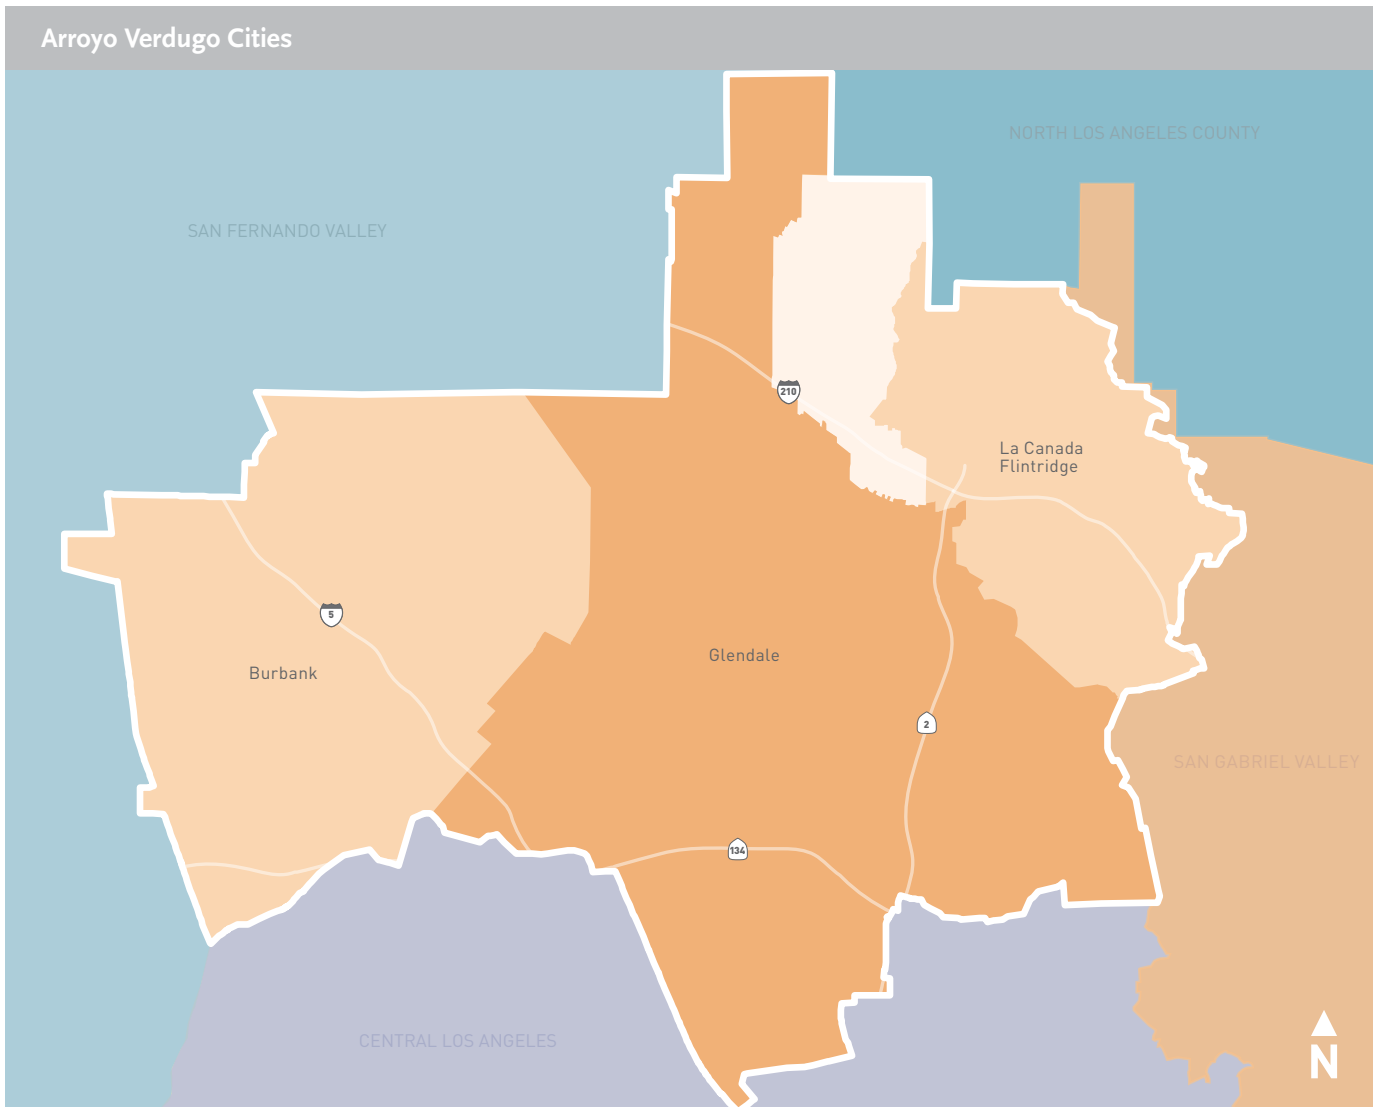 Arroyo Verdugo Cities
NORTH LOS ANGELES COUNTY
SAN FERNANDO VALLEY
210
La Canada
Flintridge
5
Glendale
Burbank
2
SAN GABRIEL VALLEY
134
CENTRAL LOS ANGELES
N